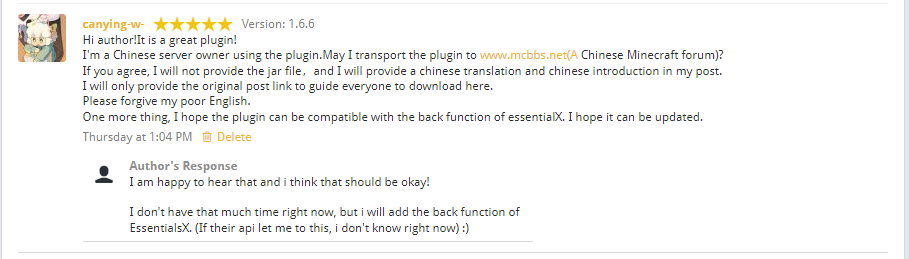 canying-w- ★★★★★ Version: 1.6.6
Hi author!It is a great plugin!
I'm a Chinese server owner using the plugin.May I transport the plugin to www.mcbbs.net(A Chinese Minecraft forum)?
If you agree, I will not provide the jar file，and I will provide a chinese translation and chinese introduction in my post.
I will only provide the original post link to guide everyone to download here.
Please forgive my poor English.
One more thing, I hope the plugin can be compatible with the back function of essentialX. I hope it can be updated.
Thursday at 1:04 PM Delete
Author's Response
I am happy to hear that and i think that should be okay!
I don't have that much time right now, but i will add the back function of
EssentialsX. (If their api let me to this, i don't know right now) :)